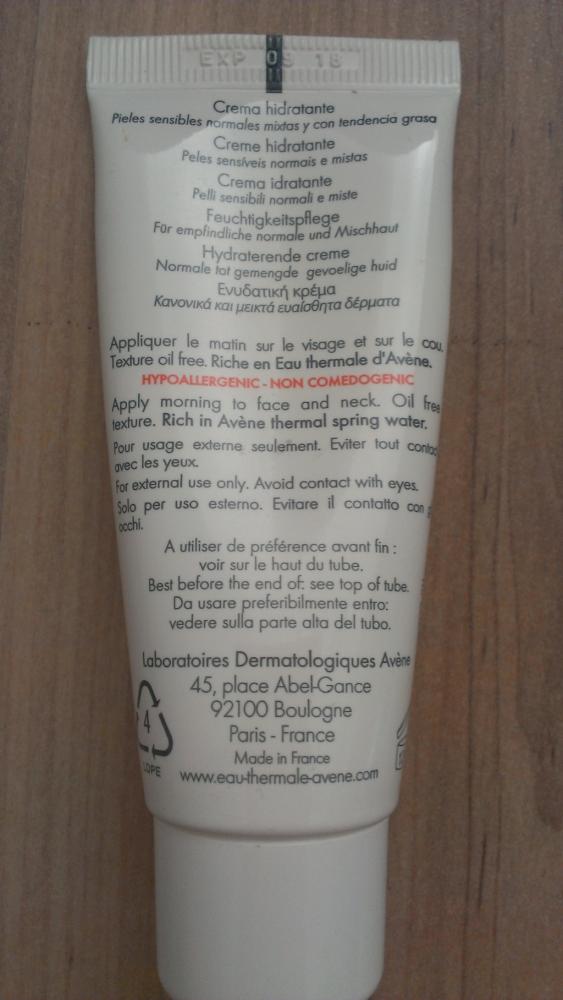 EXP 09 18
Crema hidratante
Pieles sensibles normales mixtas y con tendencia grasa
Creme hidratante
Peles sensíveis normais e mistas
Crema idratante
Pelli sensibili normali e miste
Feuchtigkeitspflege
Für empfindliche normale und Mischhaut
Hydraterende creme
Normale tot gemengde gevoelige huid
Ενυδατική κρέμα
Κανονικά και μεικτά ευαίσθητα δέρματα
Appliquer le matin sur le visage et sur le cou.
Texture oil free. Riche en Eau thermale d'Avène.
HYPOALLERGENIC - NON COMEDOGENIC
Apply morning to face and neck. Oil free
texture. Rich in Avène thermal spring water.
Pour usage externe seulement. Eviter tout contact
avec les yeux.
For external use only. Avoid contact with eyes.
Solo per uso esterno. Evitare il contatto con
occhi.
A utiliser de préférence avant fin :
voir sur le haut du tube.
Best before the end of: see top of tube.
Da usare preferibilmente entro:
vedere sulla parte alta del tubo.
Laboratoires Dermatologiques Avène
45, place Abel-Gance
92100 Boulogne
Paris - France
Made in France
www.eau-thermale-avene.com
4
LDPE